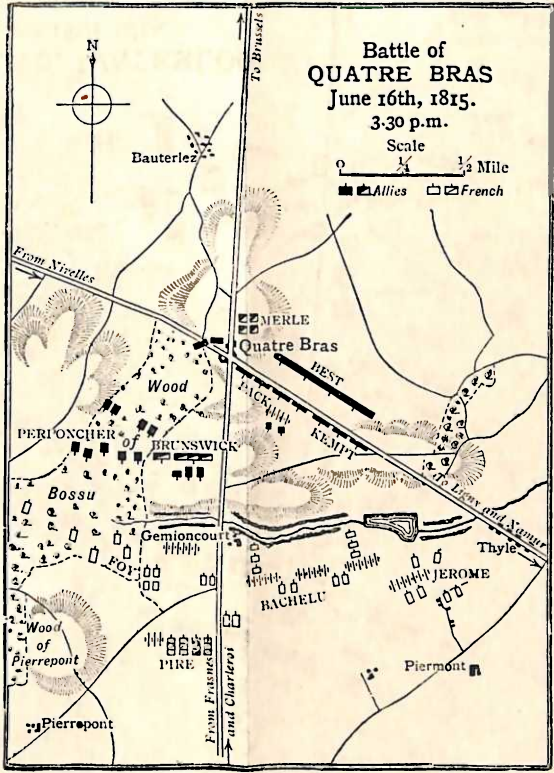 To Brussels
N
Battle of
QUATRE BRAS
June 16th, 1815.
3.30 p.m.
Scale
0 ¼ ½ Mile
Allies French
Bauterlez
From Nivelles
MERLE
Quatre Bras
BEST
Wood
PACK
KEMPT
PERPONCHER
of
BRUNSWICK
Bossu
To Ligny and Namur
Gemioncourt
Thyle
FOY
JEROME
BACHELU
Wood
of
Pierrepont
PIRE
From Frasnes
and Charleroi
Piermont
Pierrepont